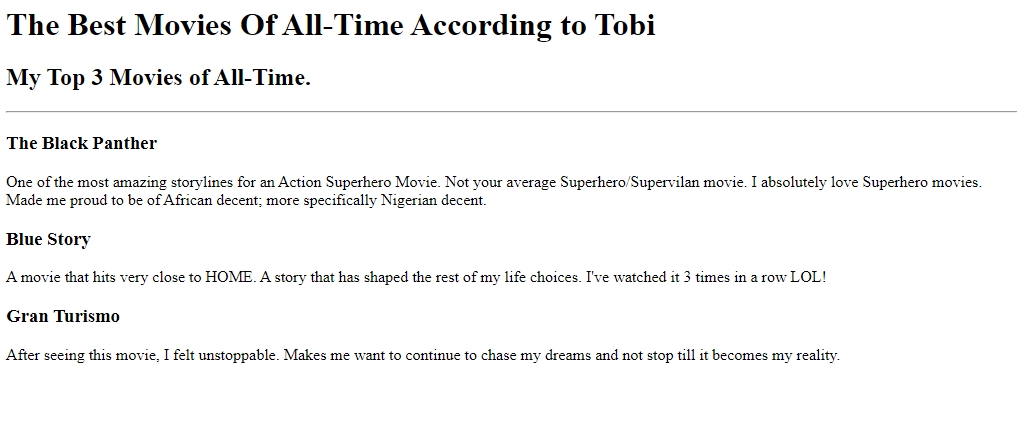 The Best Movies Of All-Time According to Tobi
My Top 3 Movies of All-Time.
The Black Panther
One of the most amazing storylines for an Action Superhero Movie. Not your average Superhero/Supervilan movie. I absolutely love Superhero movies.
Made me proud to be of African decent; more specifically Nigerian decent.
Blue Story
A movie that hits very close to HOME. A story that has shaped the rest of my life choices. I've watched it 3 times in a row LOL!
Gran Turismo
After seeing this movie, I felt unstoppable. Makes me want to continue to chase my dreams and not stop till it becomes my reality.